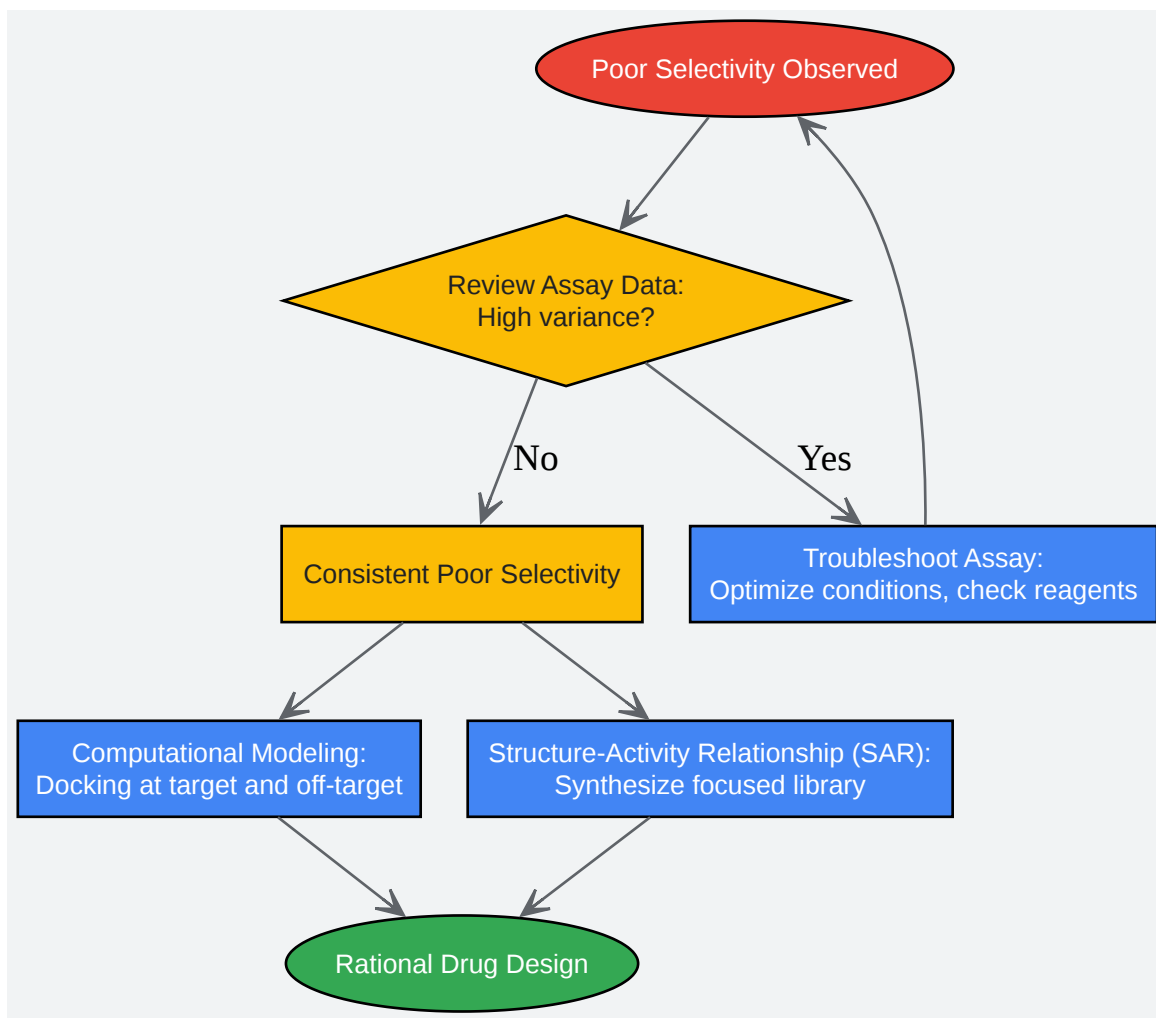 Poor Selectivity Observed
Review Assay Data:
High variance?
No
Yes
Consistent Poor Selectivity
Troubleshoot Assay:
Optimize conditions, check reagents
Computational Modeling:
Docking at target and off-target
Structure-Activity Relationship (SAR):
Synthesize focused library
Rational Drug Design